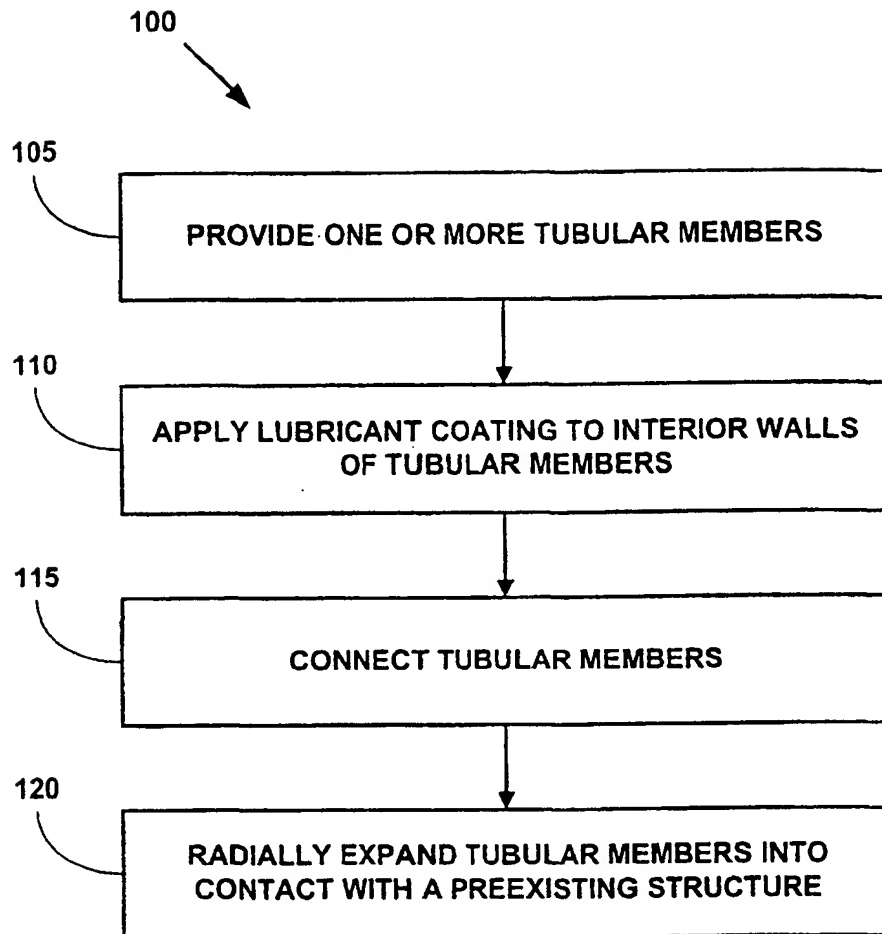 100
105
PROVIDE ONE OR MORE TUBULAR MEMBERS
110
APPLY LUBRICANT COATING TO INTERIOR WALLS
OF TUBULAR MEMBERS
115
CONNECT TUBULAR MEMBERS
120
RADIALLY EXPAND TUBULAR MEMBERS INTO
CONTACT WITH A PREEXISTING STRUCTURE